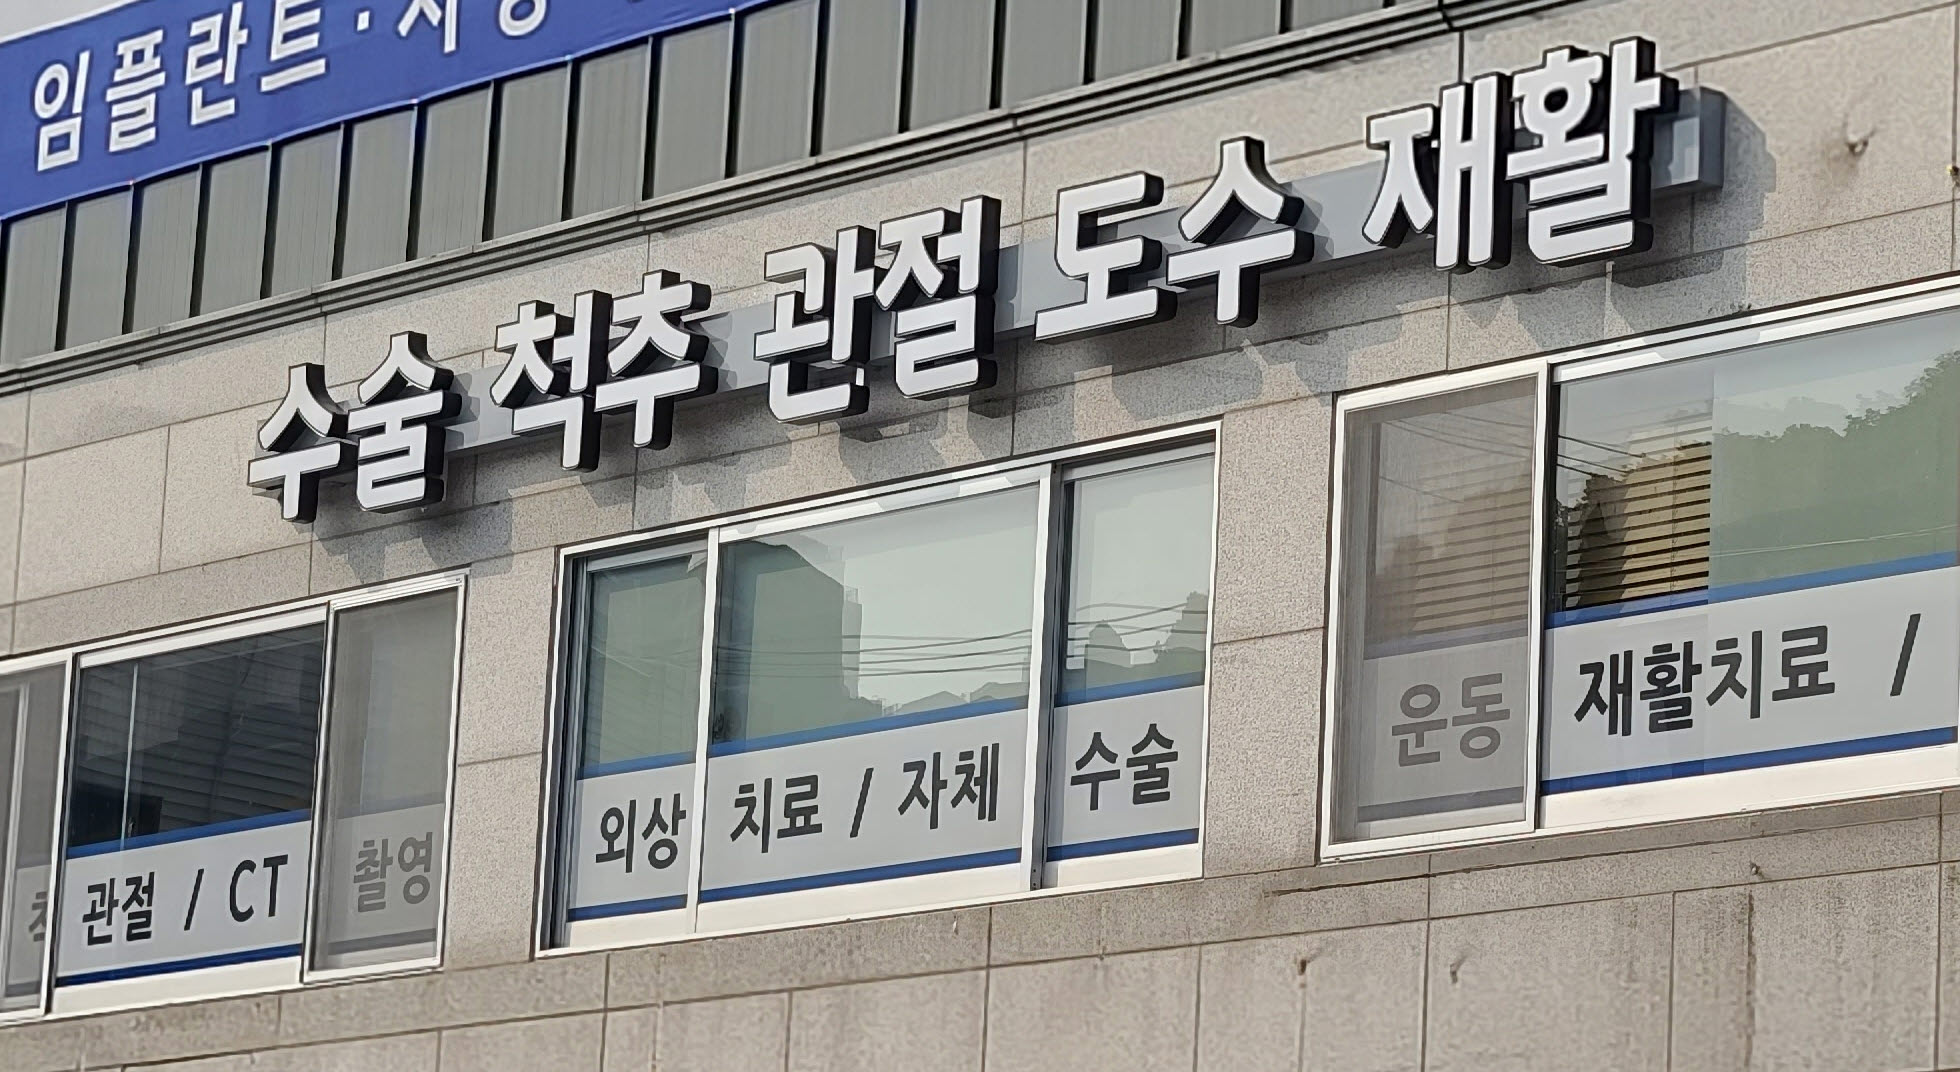 임플란트·
수술 척추 관절 도수 재활
관절 / CT 촬영
외상 치료 / 자체 수술
운동 재활치료 /